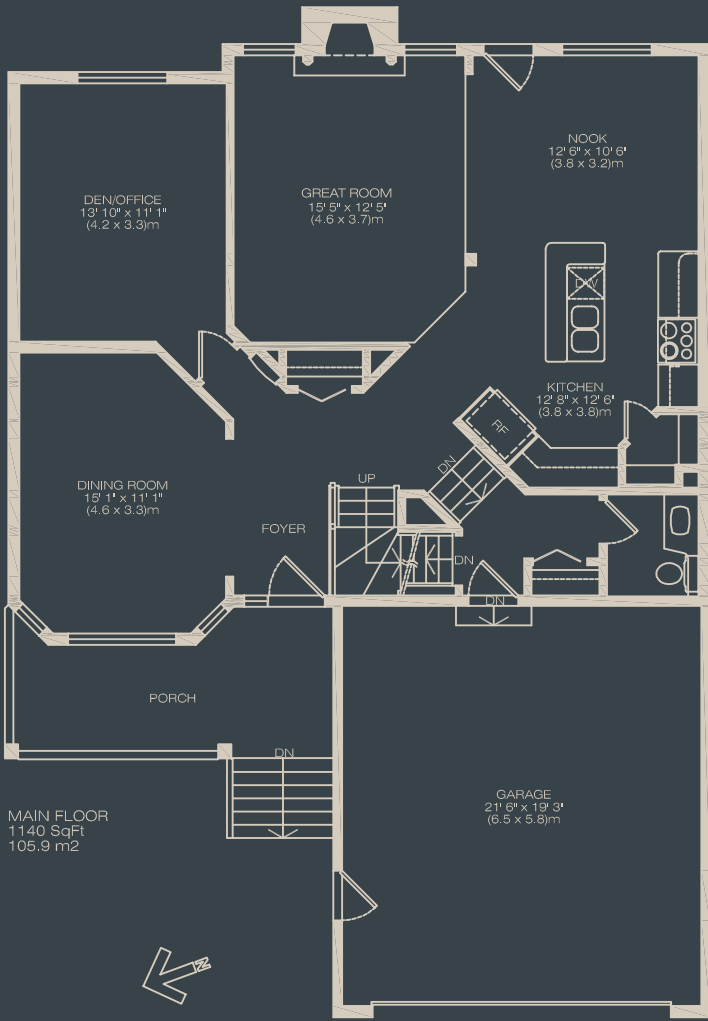 NOOK
12' 6" x 10' 6"
(3.8 x 3.2)m
GREAT ROOM
15' 5" x 12' 5"
(4.6 x 3.7)m
DEN/OFFICE
13' 10" x 11' 1"
(4.2 x 3.3)m
DW
KITCHEN
12' 8" x 12' 6"
(3.8 x 3.8)m
RF
DN
UP
DINING ROOM
15' 1" x 11' 1"
(4.6 x 3.3)m
FOYER
DN
DN
PORCH
DN
GARAGE
21' 6" x 19' 3"
(6.5 x 5.8)m
MAIN FLOOR
1140 SqFt
105.9 m2
N